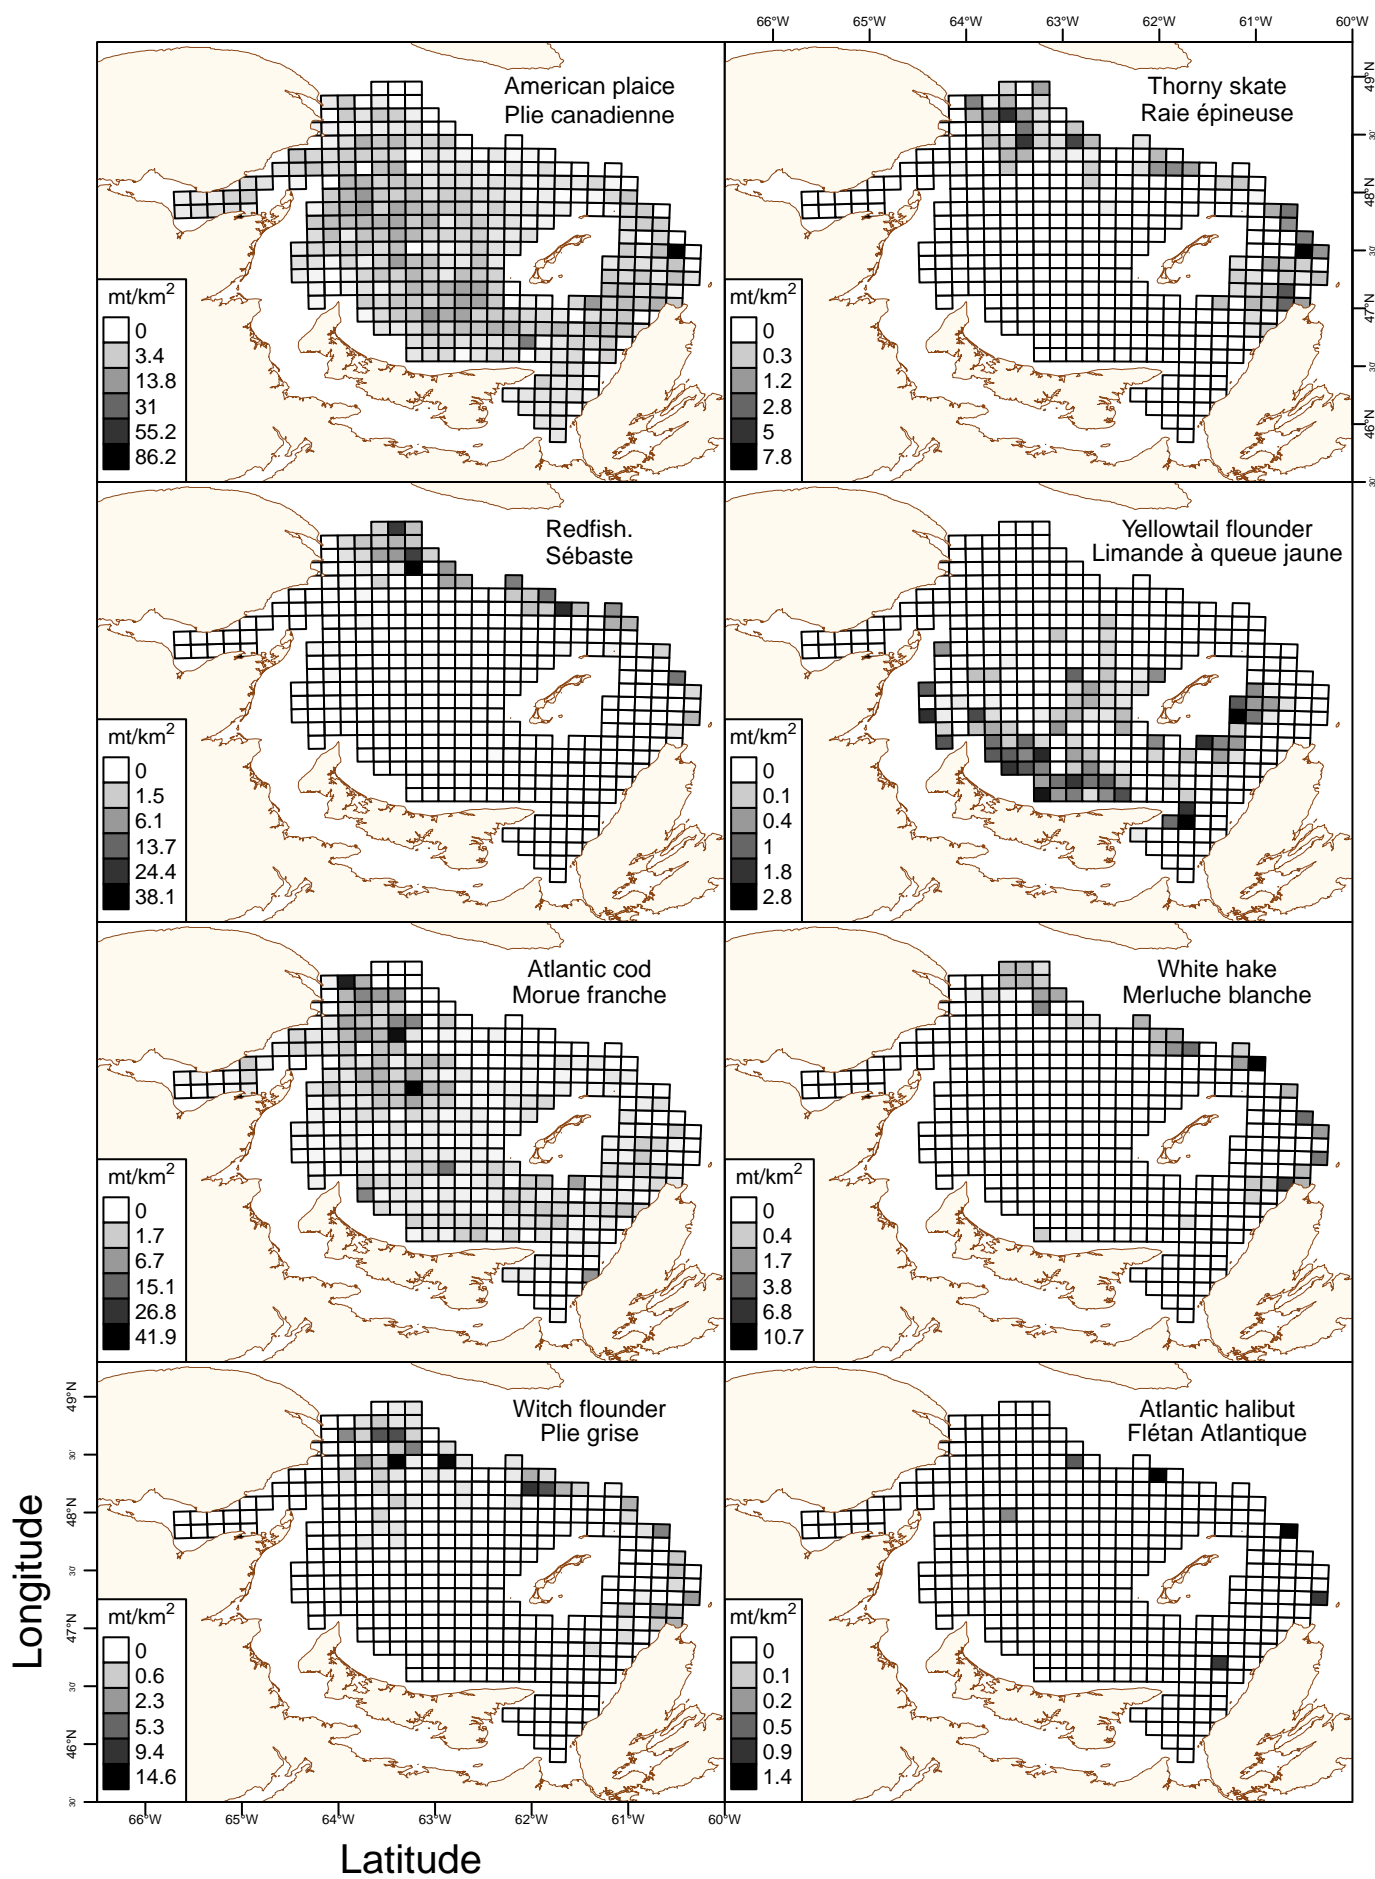 66°W 64°W 63°W 62°W 61°W 60°W
American plaice
Plie canadienne
mt/km2
0
3.4
13.8
31
55.2
86.2
Thorny skate
Raie épineuse
mt/km2
0
0.3
1.2
2.8
5
7.8
49°N
30'
48°N
30'
47°N
30'
46°N
30'
Redfish.
Sébaste
mt/km2
0
1.5
6.1
13.7
24.4
38.1
Yellowtail flounder
Limande à queue jaune
mt/km2
0
0.1
0.4
1
1.8
2.8
Atlantic cod
Morue franche
mt/km2
0
1.7
6.7
15.1
26.8
41.9
White hake
Merluche blanche
mt/km2
0
0.4
1.7
3.8
6.8
10.7
Witch flounder
Plie grise
mt/km2
0
0.6
2.3
5.3
9.4
14.6
Atlantic halibut
Flétan Atlantique
mt/km2
0
0.1
0.2
0.5
0.9
1.4
49°N
30'
48°N
30'
47°N
30'
46°N
30'
Longitude
66°W 65°W 64°W 63°W 62°W 61°W 60°W
Latitude